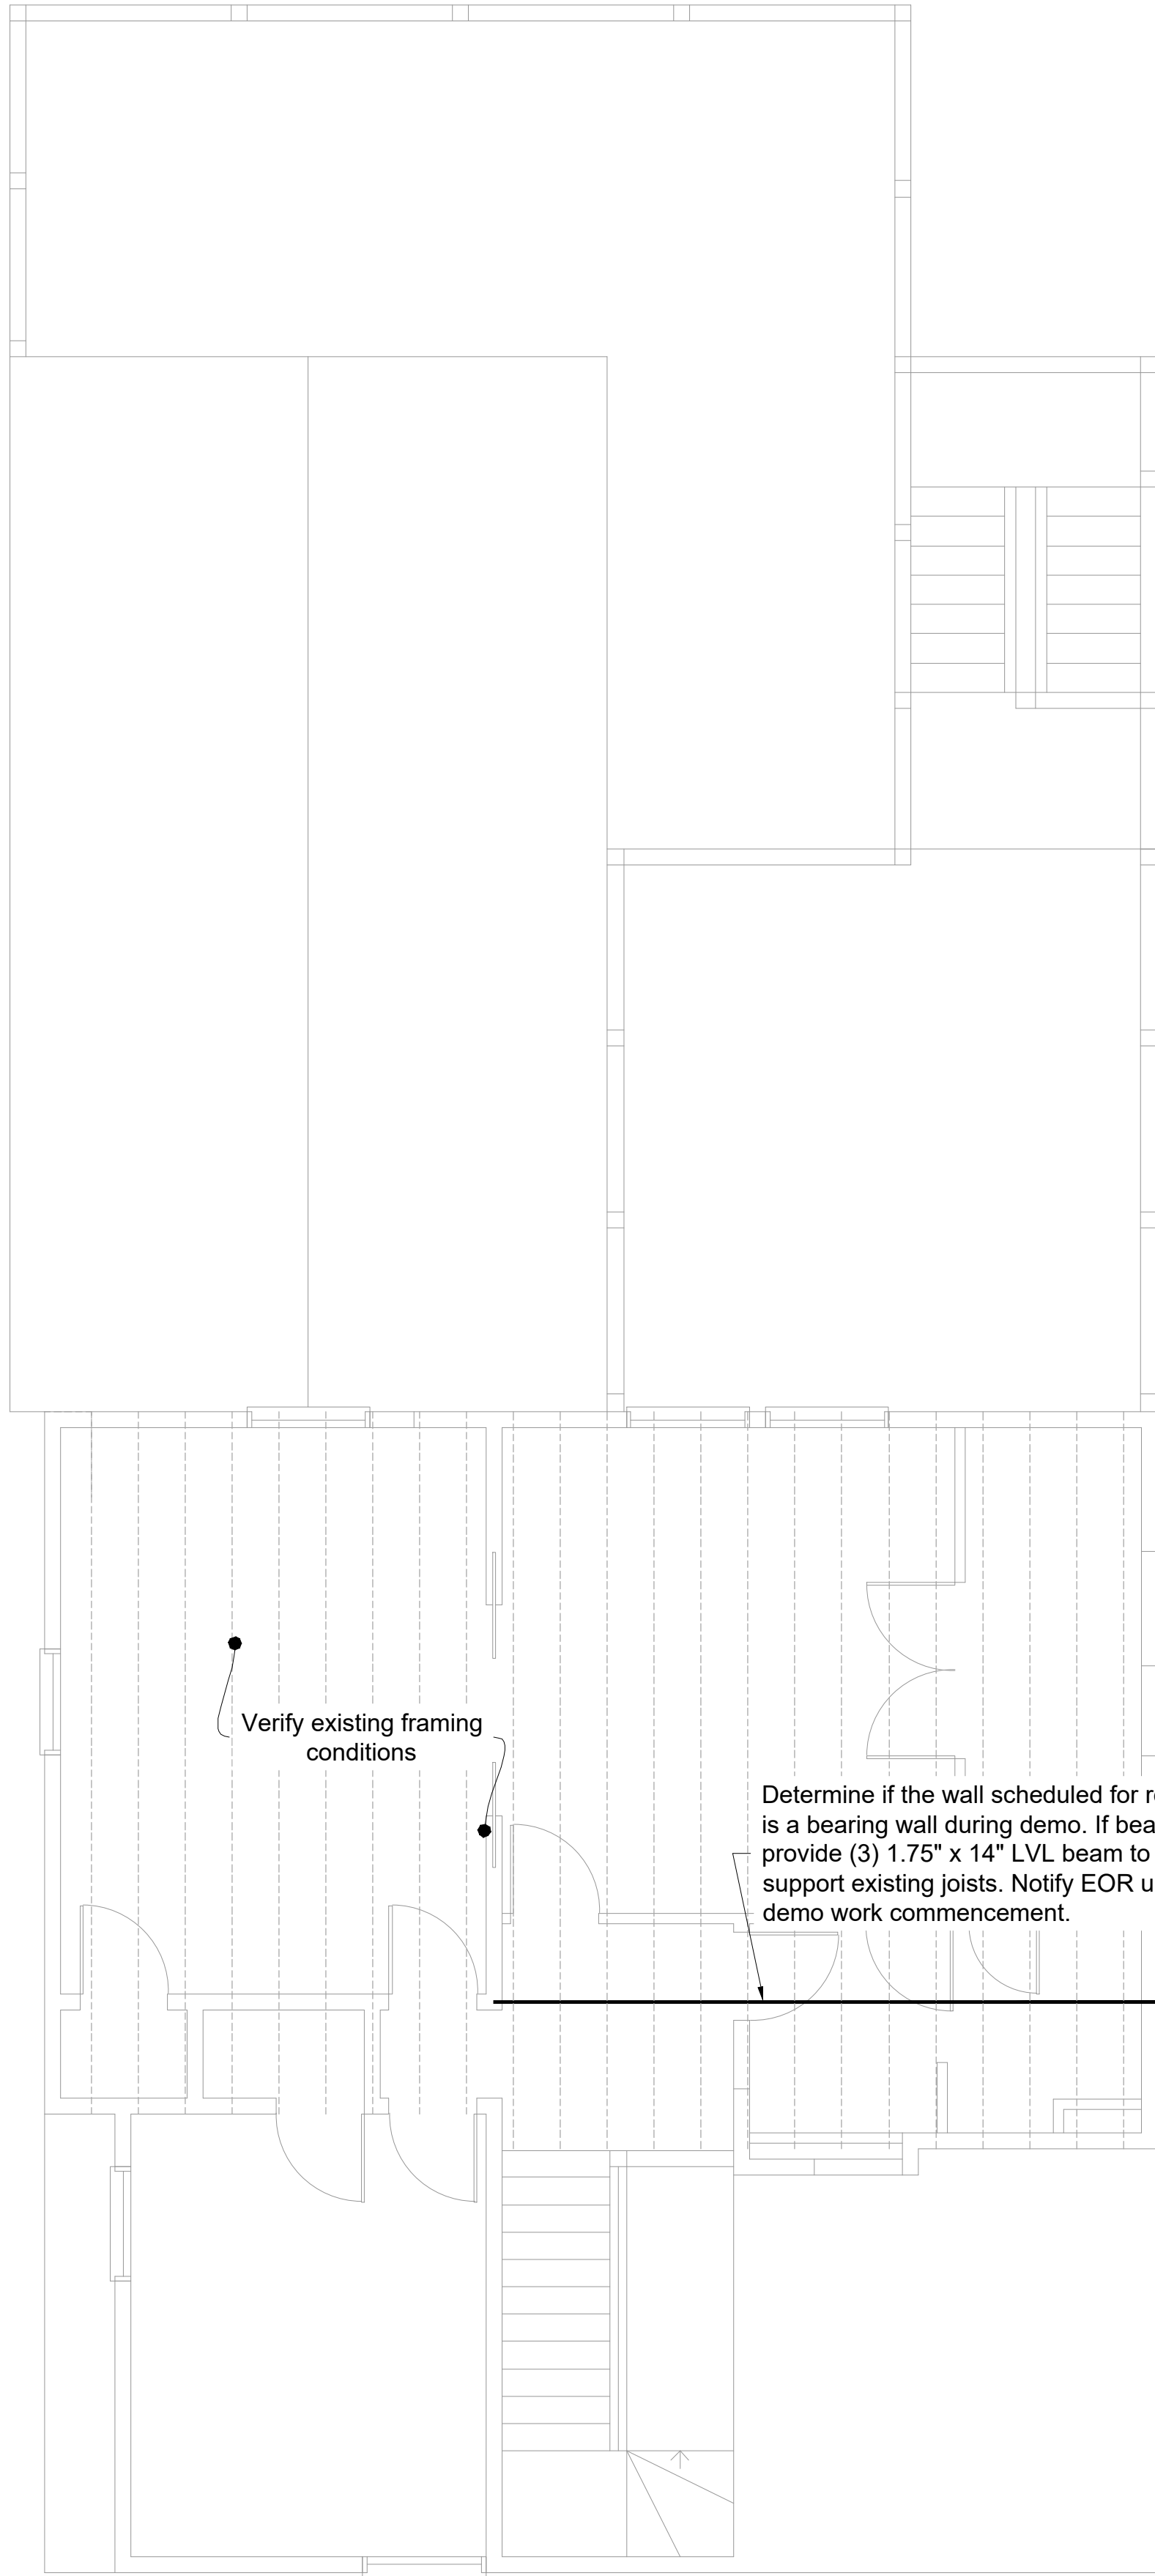 Verify existing framing
conditions
Determine if the wall scheduled for
is a bearing wall during demo. If
provide (3) 1.75" x 14" LVL beam to
support existing joists. Notify EOR
demo work commencement.